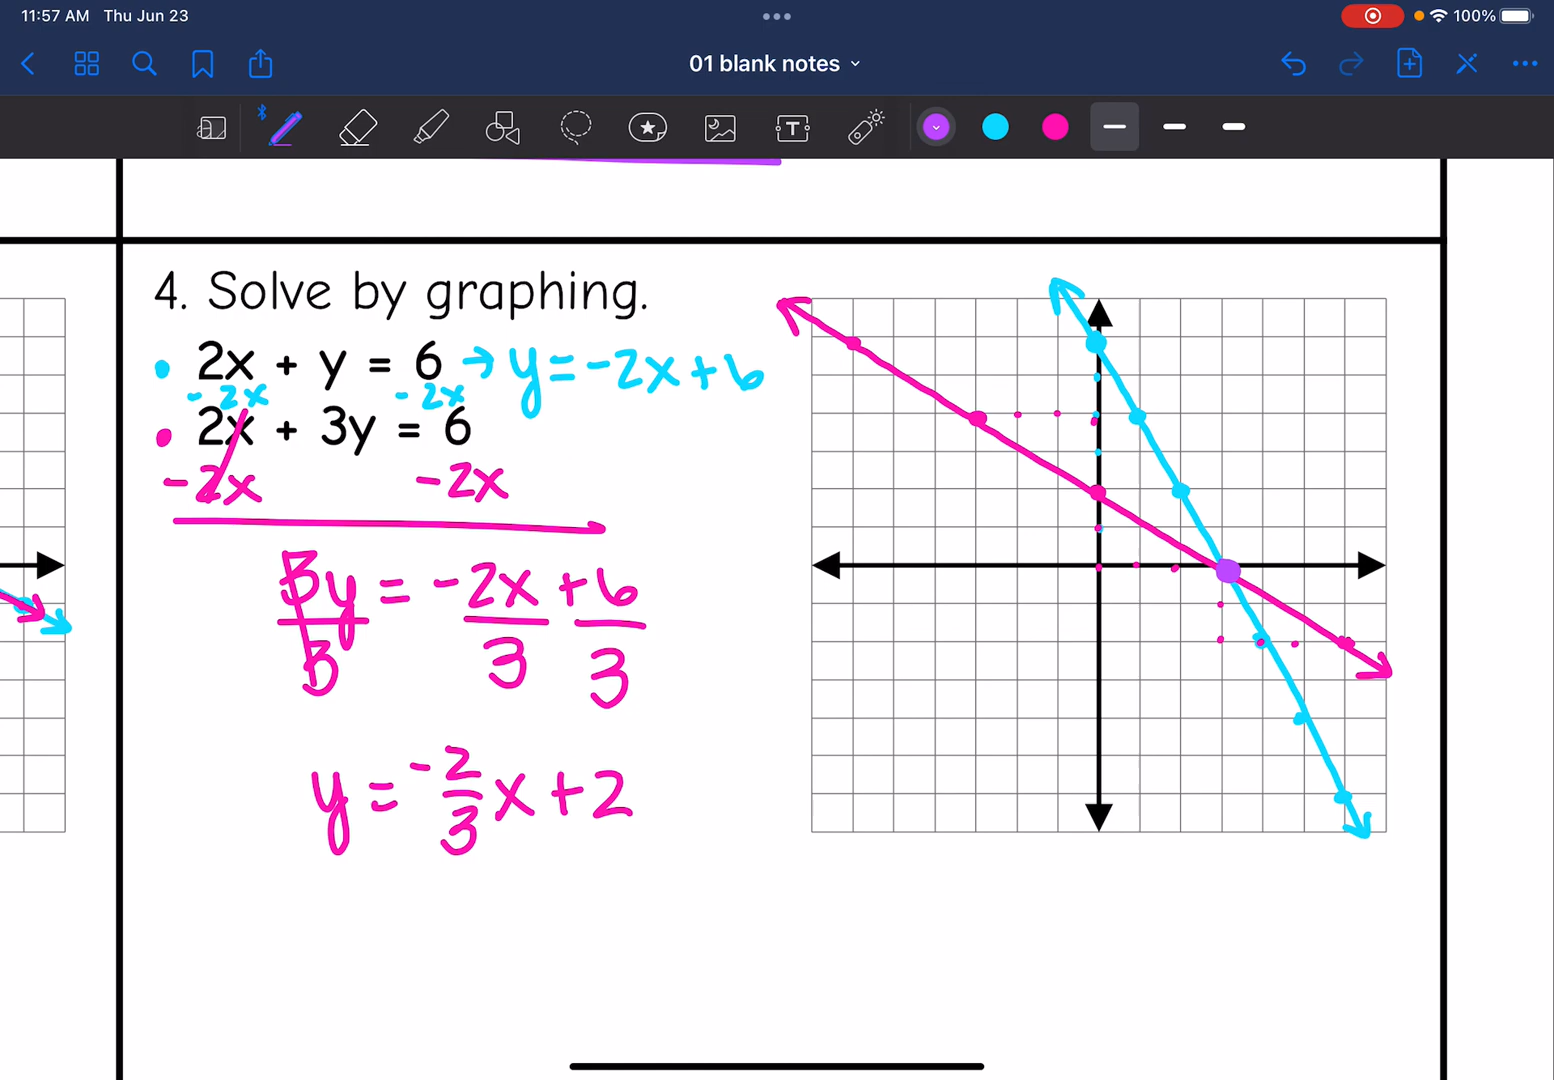 11:57 AM Thu Jun 23
100%
01 blank notes
T
4. Solve by graphing.
2x + y = 6 → y = -2x + 6
- 2x - 2x
2x + 3y = 6
-2x -2x
3y = -2x + 6
3 3 3
y = -2/3 x + 2